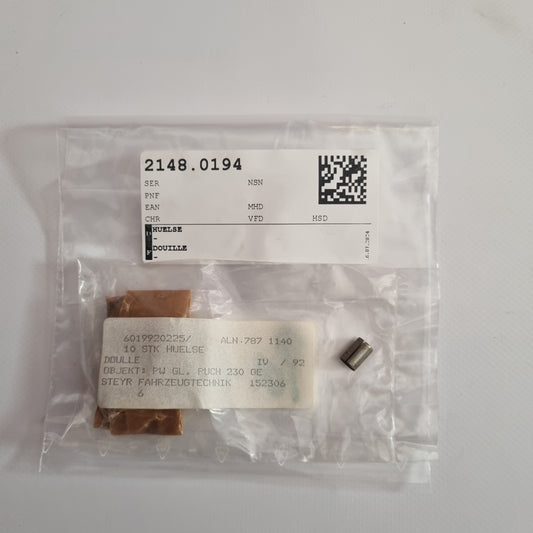 2148.0194
SER NSN
PNF
EAN MHD
CHR VFD HSD
D HUELSE
-
F DOUILLE
-
6019920225/ ALN.787 1140
10 STK HUELSE
DOULLE IV / 92
OBJEKT: PW GL. PUCH 230 GE
STEYR FAHRZEUGTECHNIK 152306
6